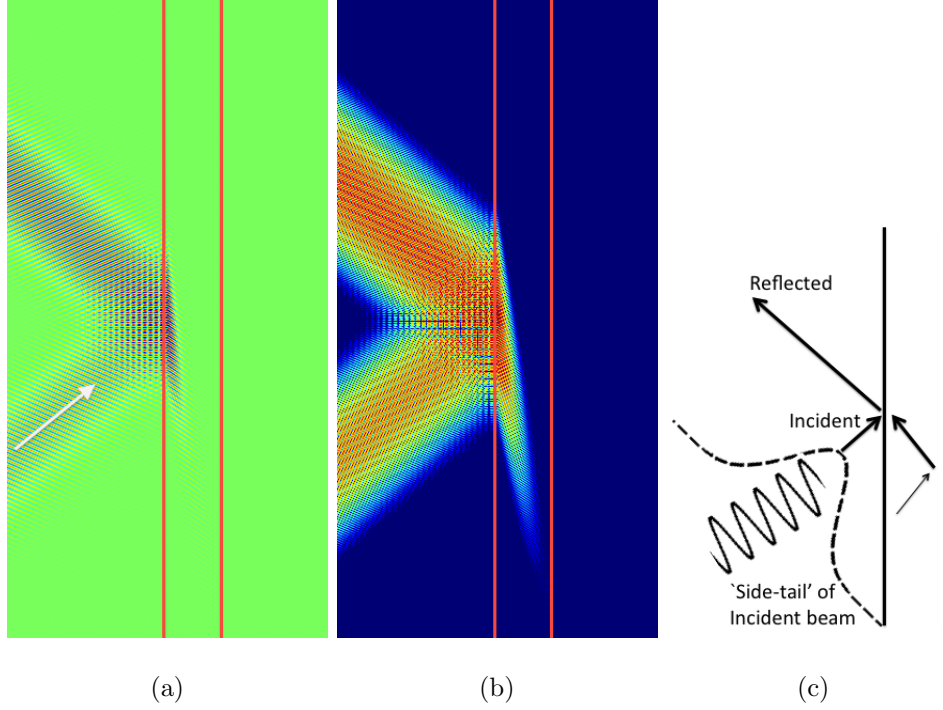 Reflected
Incident
`Side-tail' of
Incident beam
(a)
(b)
(c)